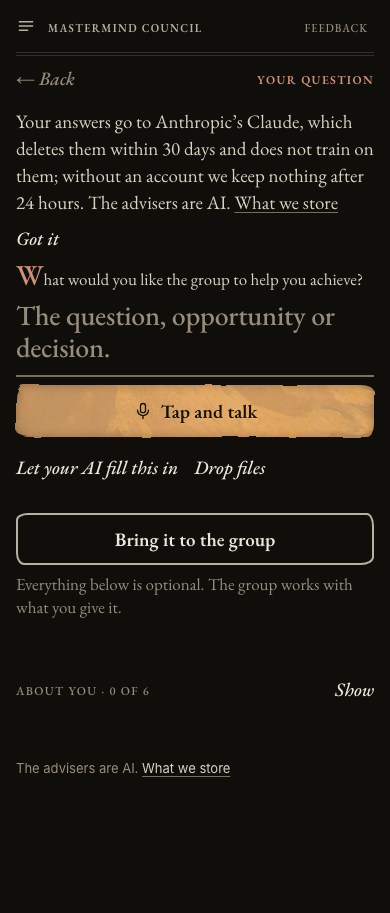 MASTERMIND COUNCIL
FEEDBACK
← Back
YOUR QUESTION
Your answers go to Anthropic’s Claude, which
deletes them within 30 days and does not train on
them; without an account we keep nothing after
24 hours. The advisers are AI. What we store
Got it
What would you like the group to help you achieve?
The question, opportunity or
decision.
Tap and talk
Let your AI fill this in
Drop files
Bring it to the group
Everything below is optional. The group works with
what you give it.
ABOUT YOU · 0 OF 6
Show
The advisers are AI. What we store